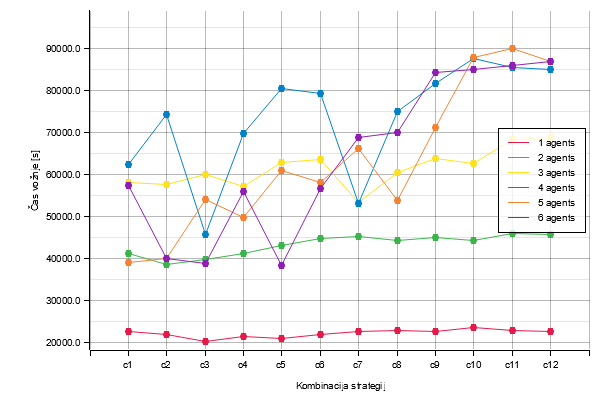 90000.0
80000.0
70000.0
60000.0
50000.0
40000.0
30000.0
20000.0
Čas vožnje [s]
1 agents
2 agents
3 agents
4 agents
5 agents
6 agents
c1 c2 c3 c4 c5 c6 c7 c8 c9 c10 c11 c12
Kombinacija strategij